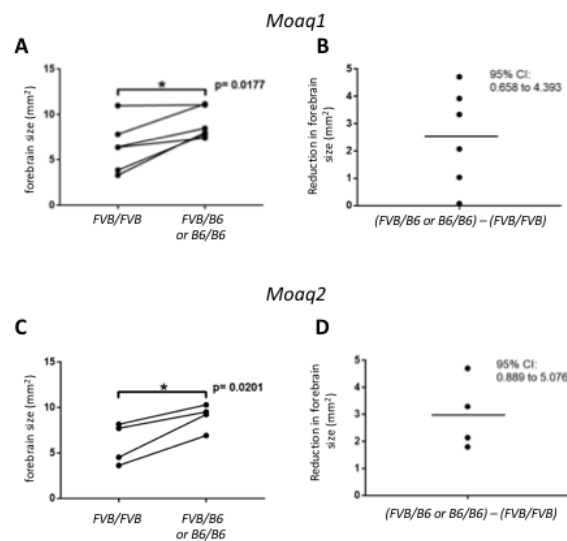 Moaq1
A
B
*
p= 0.0177
15
10
5
0
forebrain size (mm²)
FVB/FVB
FVB/B6
or B6/B6
95% CI:
0.658 to 4.393
5
4
3
2
1
0
Reduction in forebrain
size (mm²)
(FVB/B6 or B6/B6) – (FVB/FVB)
Moaq2
C
D
*
p= 0.0201
15
10
5
0
forebrain size (mm²)
FVB/FVB
FVB/B6
or B6/B6
95% CI:
0.889 to 5.076
5
4
3
2
1
0
Reduction in forebrain
size (mm²)
(FVB/B6 or B6/B6) – (FVB/FVB)